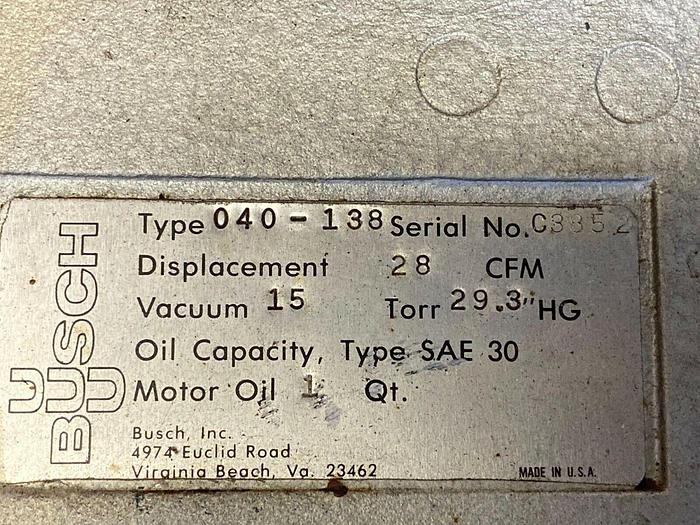 BUSCH
Type 040-138 Serial No. C3352
Displacement 28 CFM
Vacuum 15 Torr 29.3" HG
Oil Capacity, Type SAE 30
Motor Oil 1 Qt.
Busch, Inc.
4974 Euclid Road
Virginia Beach, Va. 23462
MADE IN U.S.A.